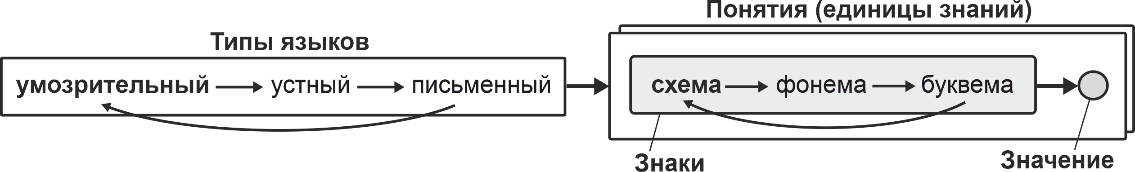 Понятия (единицы знаний)
Типы языков
умозрительный устный письменный
схема фонема буквема
Знаки
Значение